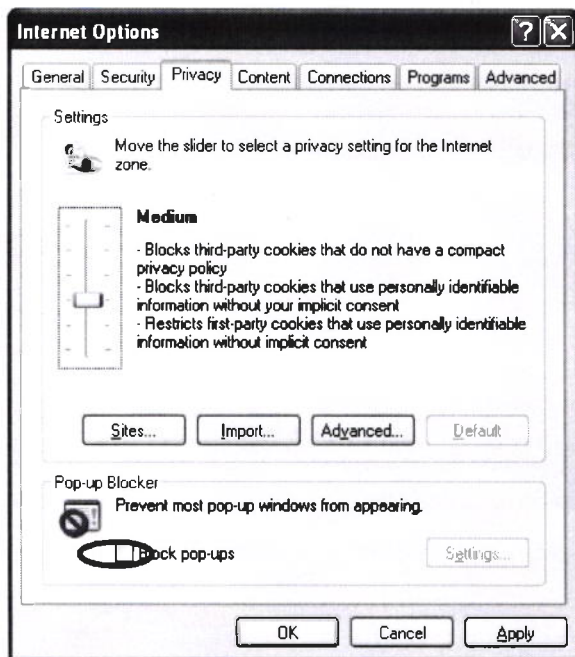 Internet Options
General Security Privacy Content Connections Programs Advanced
Settings
Move the slider to select a privacy setting for the Internet
zone.
Medium
- Blocks third-party cookies that do not have a compact
privacy policy
- Blocks third-party cookies that use personally identifiable
information without your implicit consent
- Restricts first-party cookies that use personally identifiable
information without implicit consent
Sites... Import... Advanced... Default
Pop-up Blocker
Prevent most pop-up windows from appearing.
Block pop-ups Settings...
OK Cancel Apply